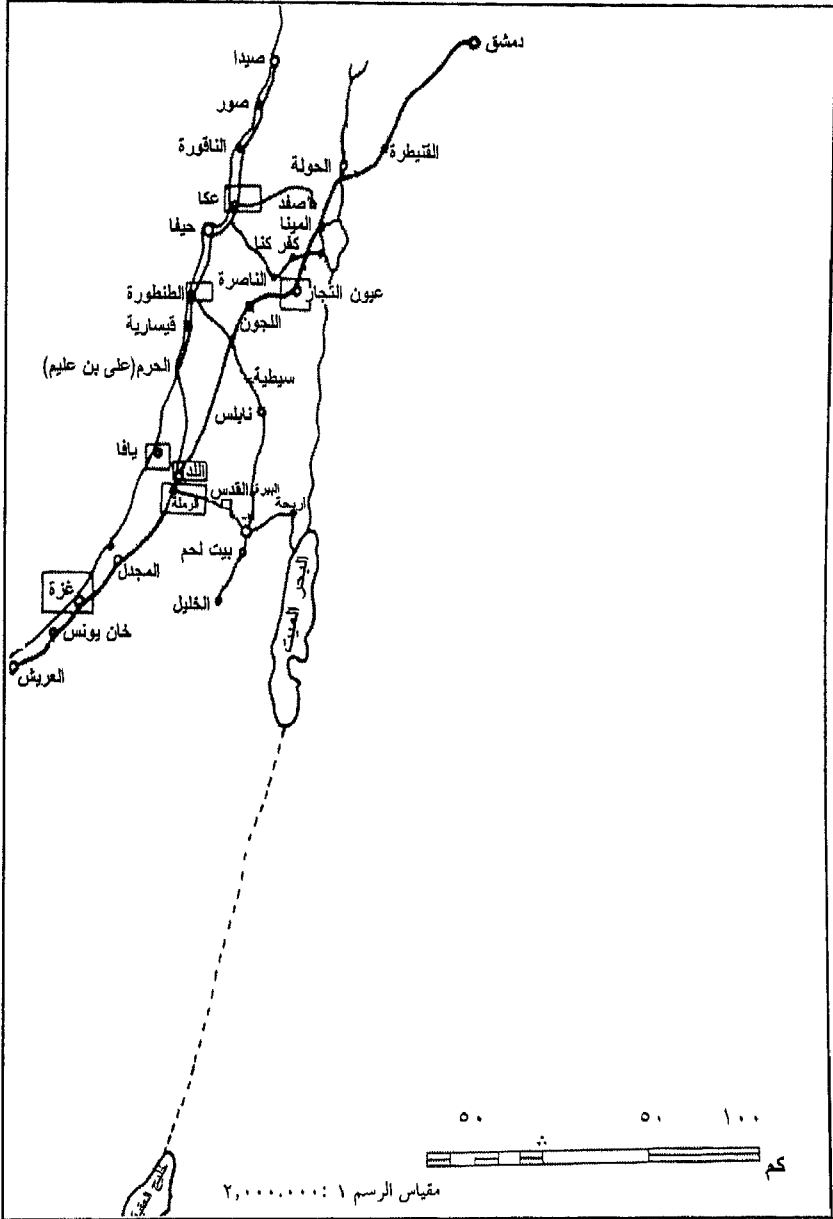 دمشق
صيدا
صور
القنيطرة
الناقورة
الحولة
عكا
صفد
المينا
حيفا
كفر كنا
الناصرة
عيون التجار
الطنطورة
اللجون
قيسارية
الحرم(على بن عليم)
سيطية
نابلس
يافا
اللد
الرملة
القدس
البيرة
اريحة
بيت لحم
المجدل
البحر الميت
غزة
الخليل
خان يونس
العريش
٥٠ ٥٠ ١٠٠
كم
خليج العقبة
مقياس الرسم ١ :٢,٠٠٠.٠٠٠